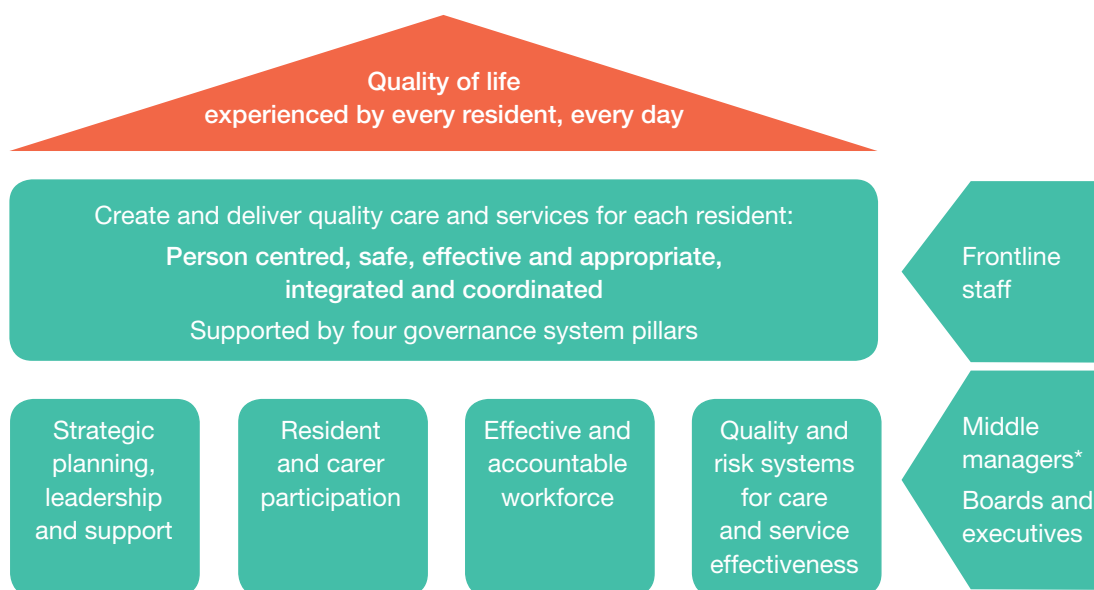 Quality of life
experienced by every resident, every day
Create and deliver quality care and services for each resident:
Person centred, safe, effective and appropriate,
integrated and coordinated
Supported by four governance system pillars
Frontline
staff
Strategic
planning,
leadership
and support
Resident
and carer
participation
Effective and
accountable
workforce
Quality and
risk systems
for care
and service
effectiveness
Middle
managers*
Boards and
executives